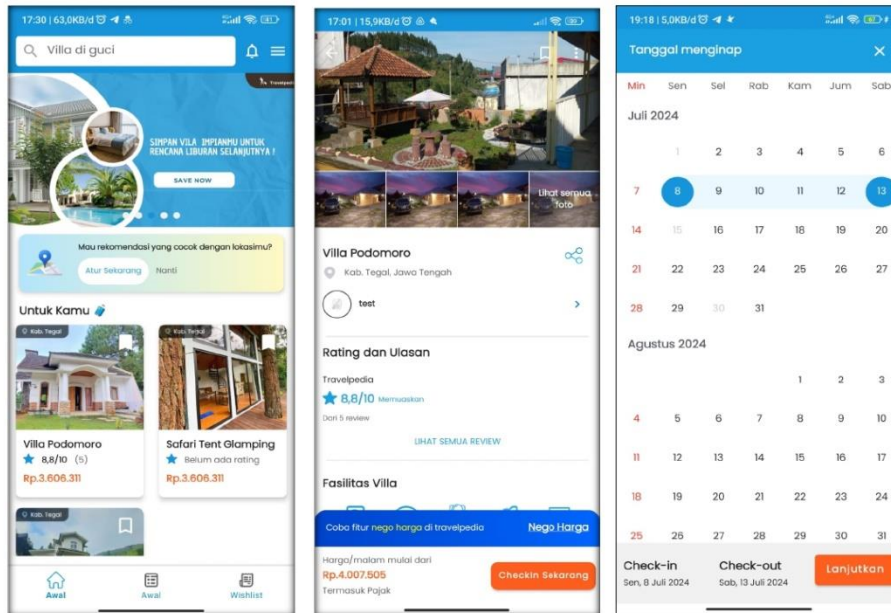 17:30 | 63,0KB/d
Villa di guci
Travelpedia
SIMPAN VILA IMPIANMU UNTUK
RENCANA LIBURAN SELANJUTNYA !
SAVE NOW
Mau rekomendasi yang cocok dengan lokasimu?
Atur Sekarang Nanti
Untuk Kamu
Kab. Tegal
Kab. Tegal
Villa Podomoro
8,8/10 (5)
Rp.3.606.311
Safari Tent Glamping
Belum ada rating
Rp.3.606.311
Kab. Tegal
Awal Awal Wishlist
17:01 | 15,9KB/d
Lihat semua
foto
Villa Podomoro
Kab. Tegal, Jawa Tengah
test
Rating dan Ulasan
Travelpedia
8,8/10 Memuaskan
Dari 5 review
LIHAT SEMUA REVIEW
Fasilitas Villa
Coba fitur nego harga di travelpedia Nego Harga
Harga/malam mulai dari
Rp.4.007.505
Termasuk Pajak
Checkin Sekarang
19:18 | 5,0KB/d
Tanggal menginap
Min Sen Sel Rab Kam Jum Sab
Juli 2024
1 2 3 4 5 6
7 8 9 10 11 12 13
14 15 16 17 18 19 20
21 22 23 24 25 26 27
28 29 30 31
Agustus 2024
1 2 3
4 5 6 7 8 9 10
11 12 13 14 15 16 17
18 19 20 21 22 23 24
25 26 27 28 29 30 31
Check-in Check-out
Sen, 8 Juli 2024 Sab, 13 Juli 2024
Lanjutkan